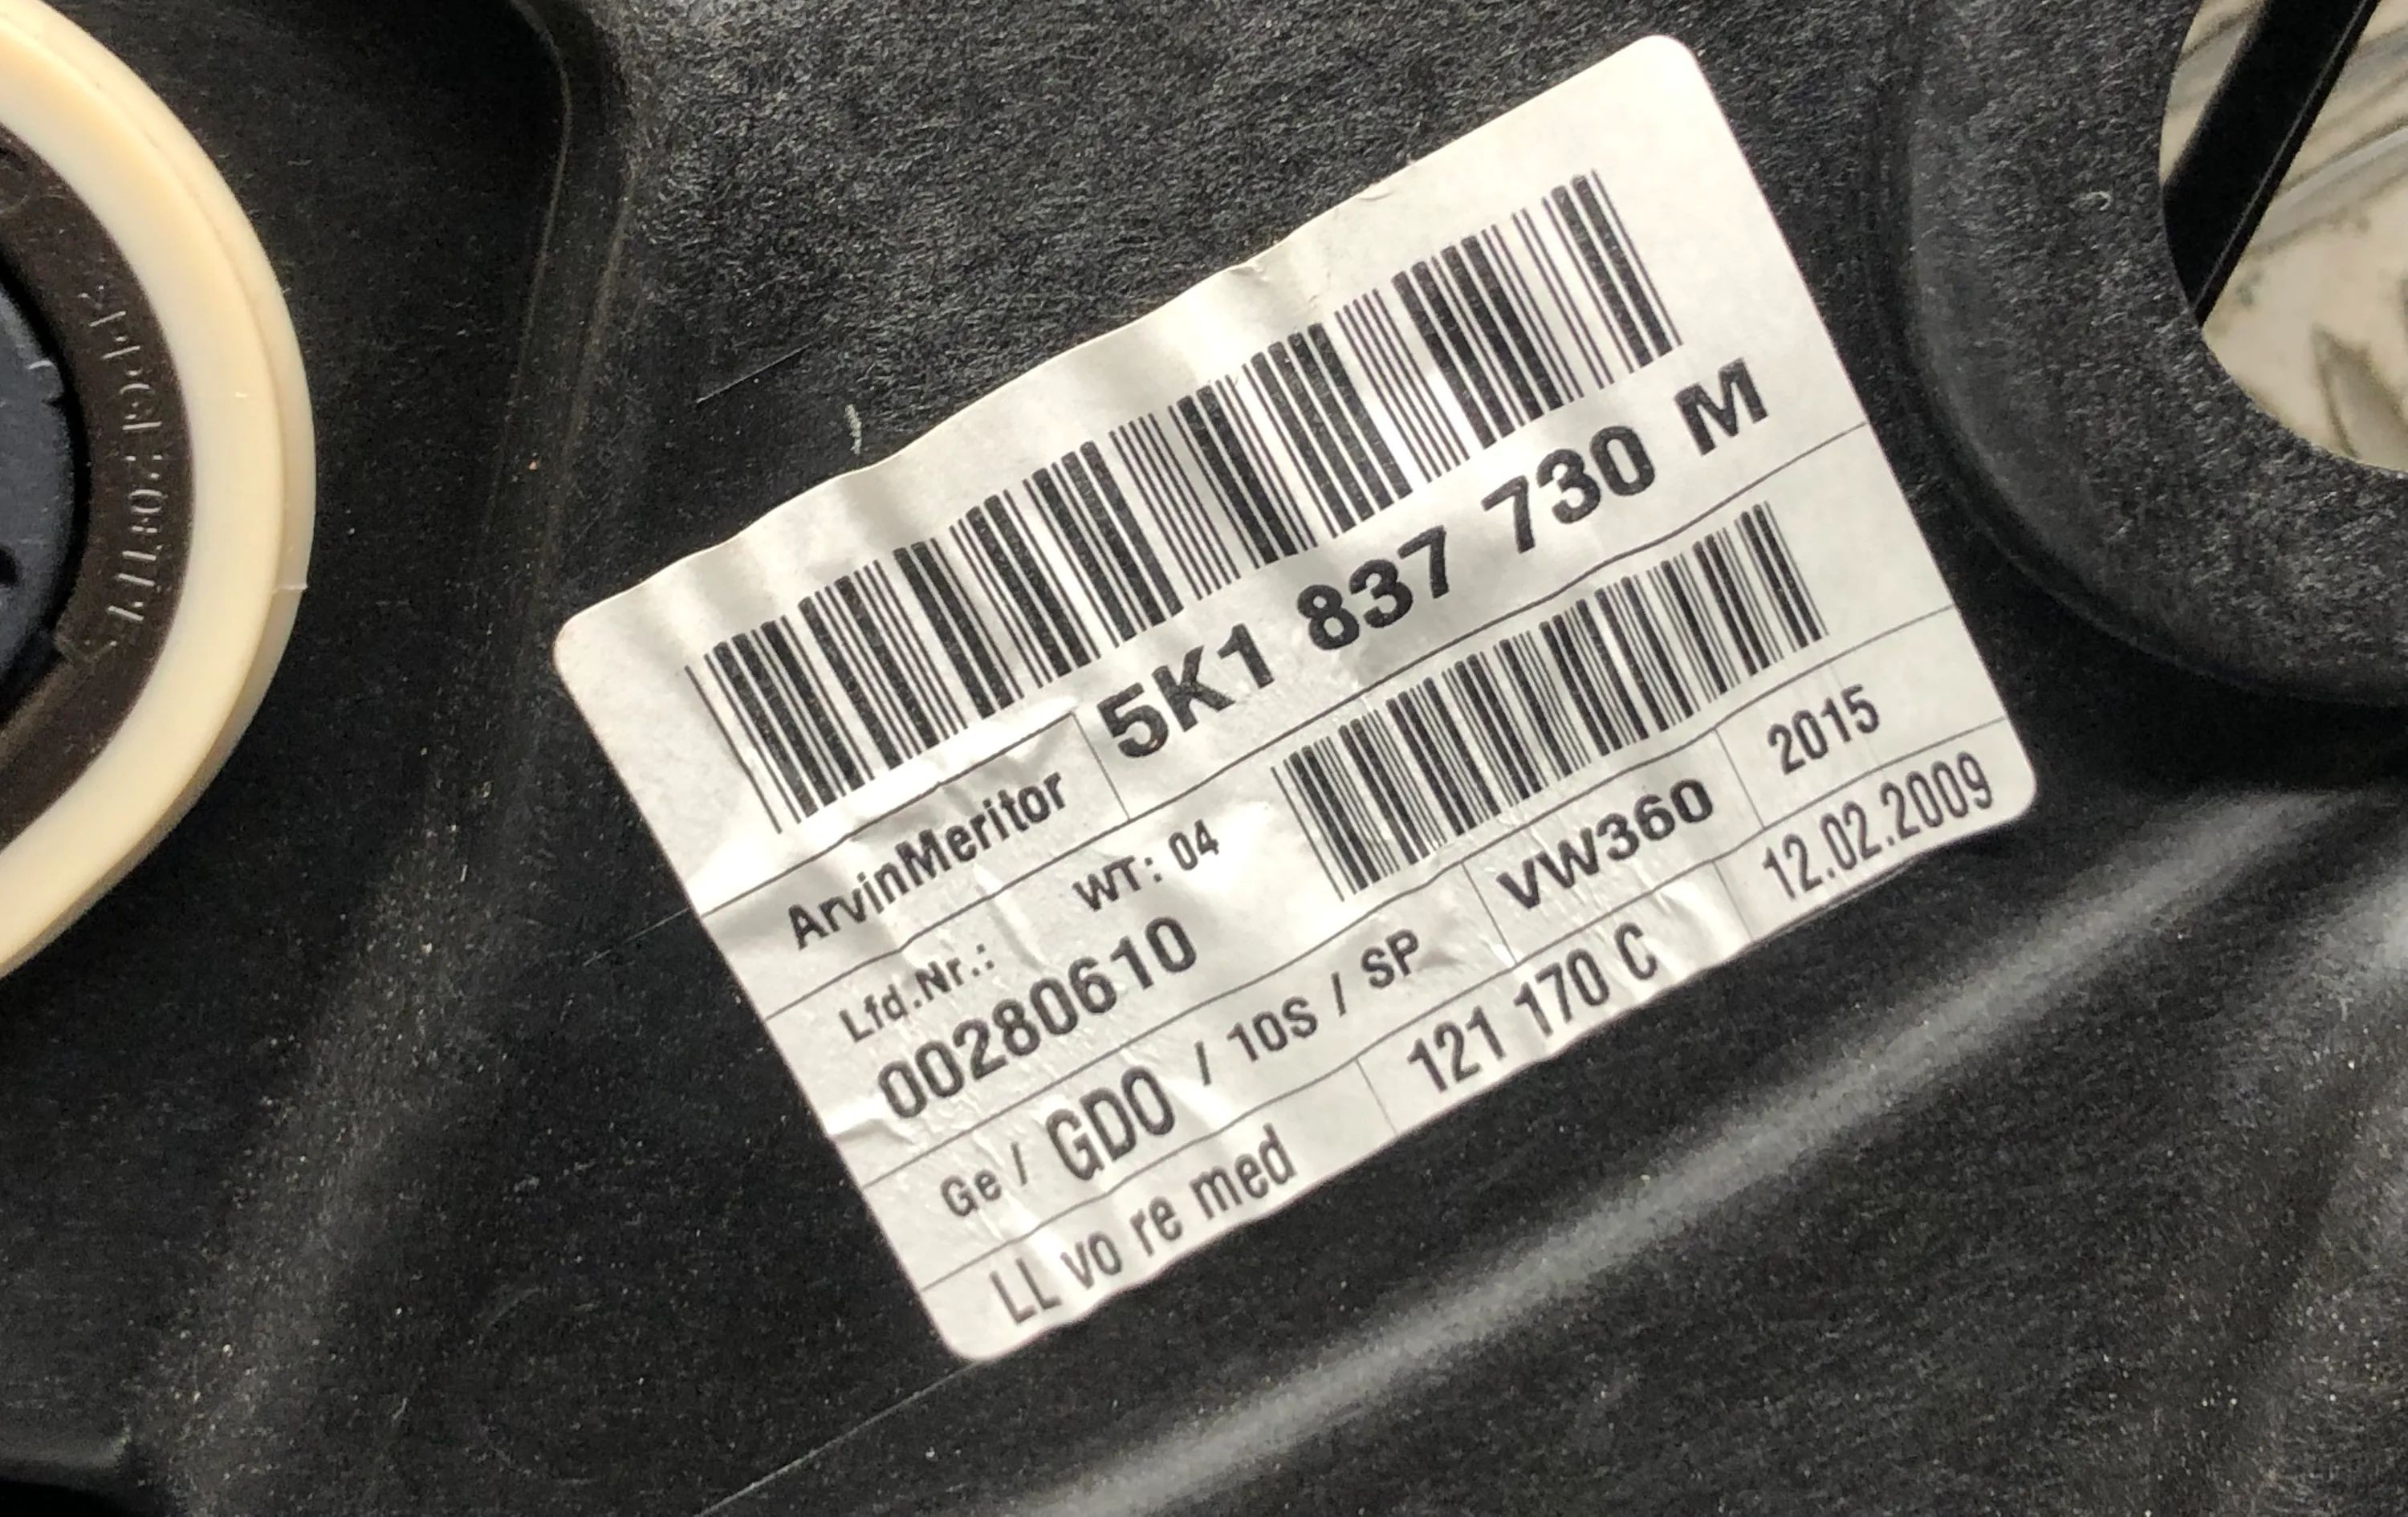 5K1 837 730 M
ArvinMeritor
WT: 04
Lfd.Nr.:
00280610
Ge / GDO / 10S / SP
VW360
2015
LL vo re med
121 170 C
12.02.2009